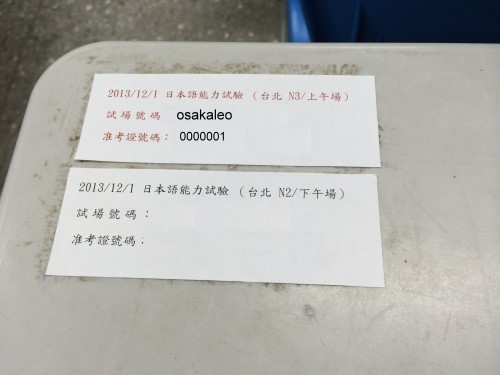 2013/12/1 日本語能力試驗 (台北 N3/上午場)
試場號碼 osakaleo
准考證號碼: 0000001
2013/12/1 日本語能力試驗 (台北 N2/下午場)
試場號碼:
准考證號碼: